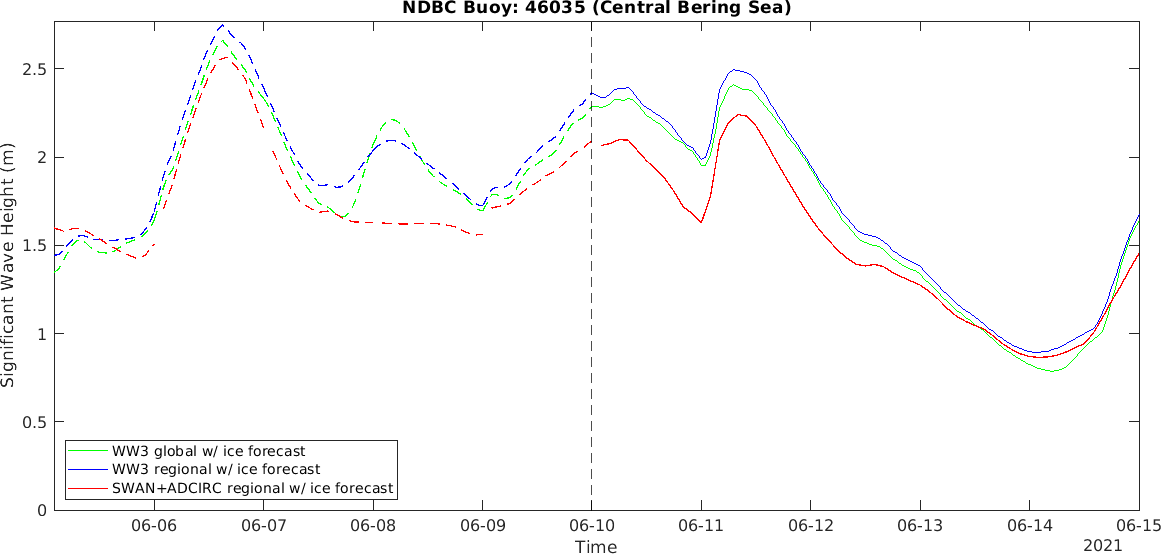 NDBC Buoy: 46035 (Central Bering Sea)
Significant Wave Height (m)
2.5
2
1.5
1
0.5
0
WW3 global w/ ice forecast
WW3 regional w/ ice forecast
SWAN+ADCIRC regional w/ ice forecast
06-06 06-07 06-08 06-09 06-10 06-11 06-12 06-13 06-14 06-15
Time
2021